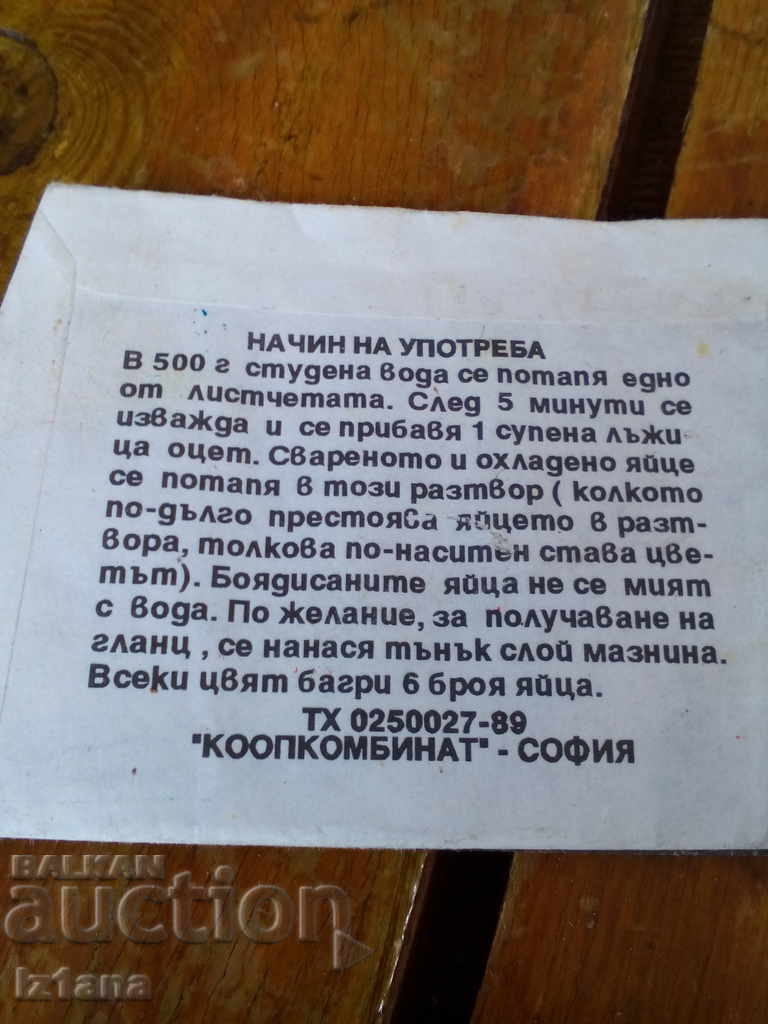 НАЧИН НА УПОТРЕБА
В 500 г студена вода се потапя едно
от листчетата. След 5 минути се
изважда и се прибавя 1 супена лъжи
ца оцет. Свареното и охладено яйце
се потапя в този разтвор ( колкото
по-дълго престоява яйцето в разт-
вора, толкова по-наситен става цве-
тът). Боядисаните яйца не се мият
с вода. По желание, за получаване на
гланц , се нанася тънък слой мазнина.
Всеки цвят багри 6 броя яйца.
ТХ 0250027-89
"КООПКОМБИНАТ" - СОФИЯ
BALKAN
auction
iz1ana